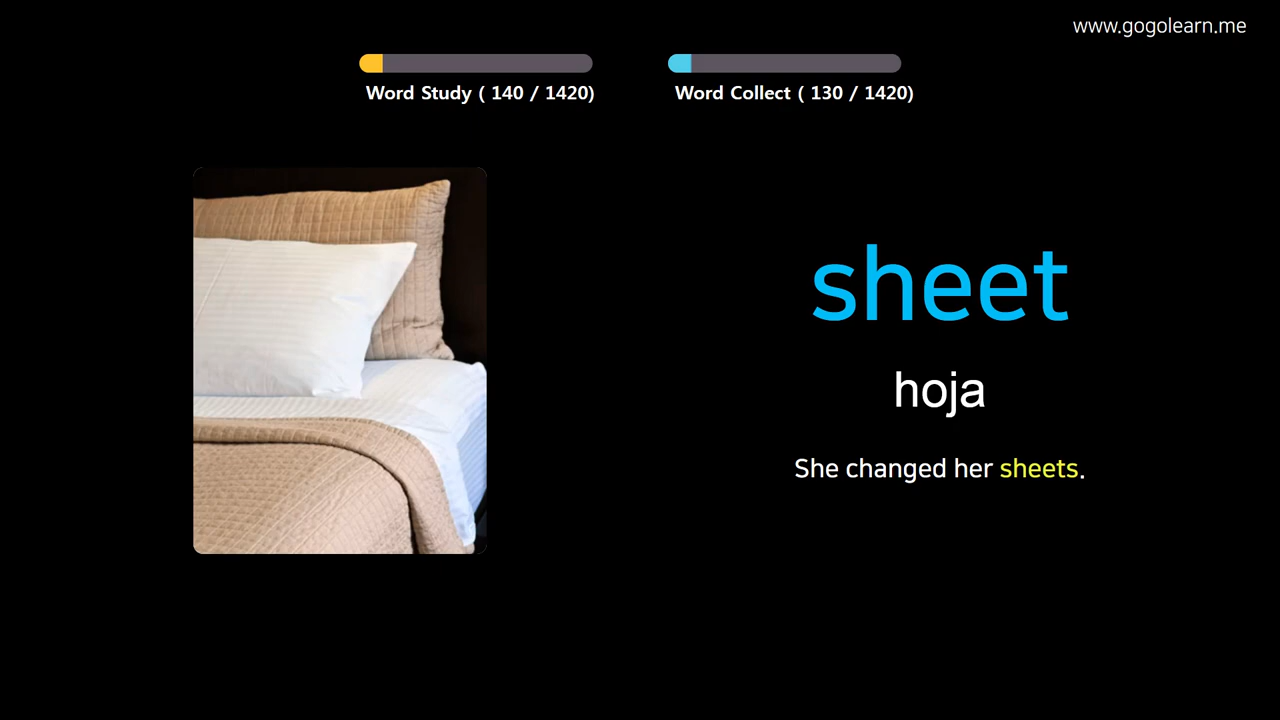 www.gogolearn.me
Word Study ( 140 / 1420)
Word Collect ( 130 / 1420)
sheet
hoja
She changed her sheets.